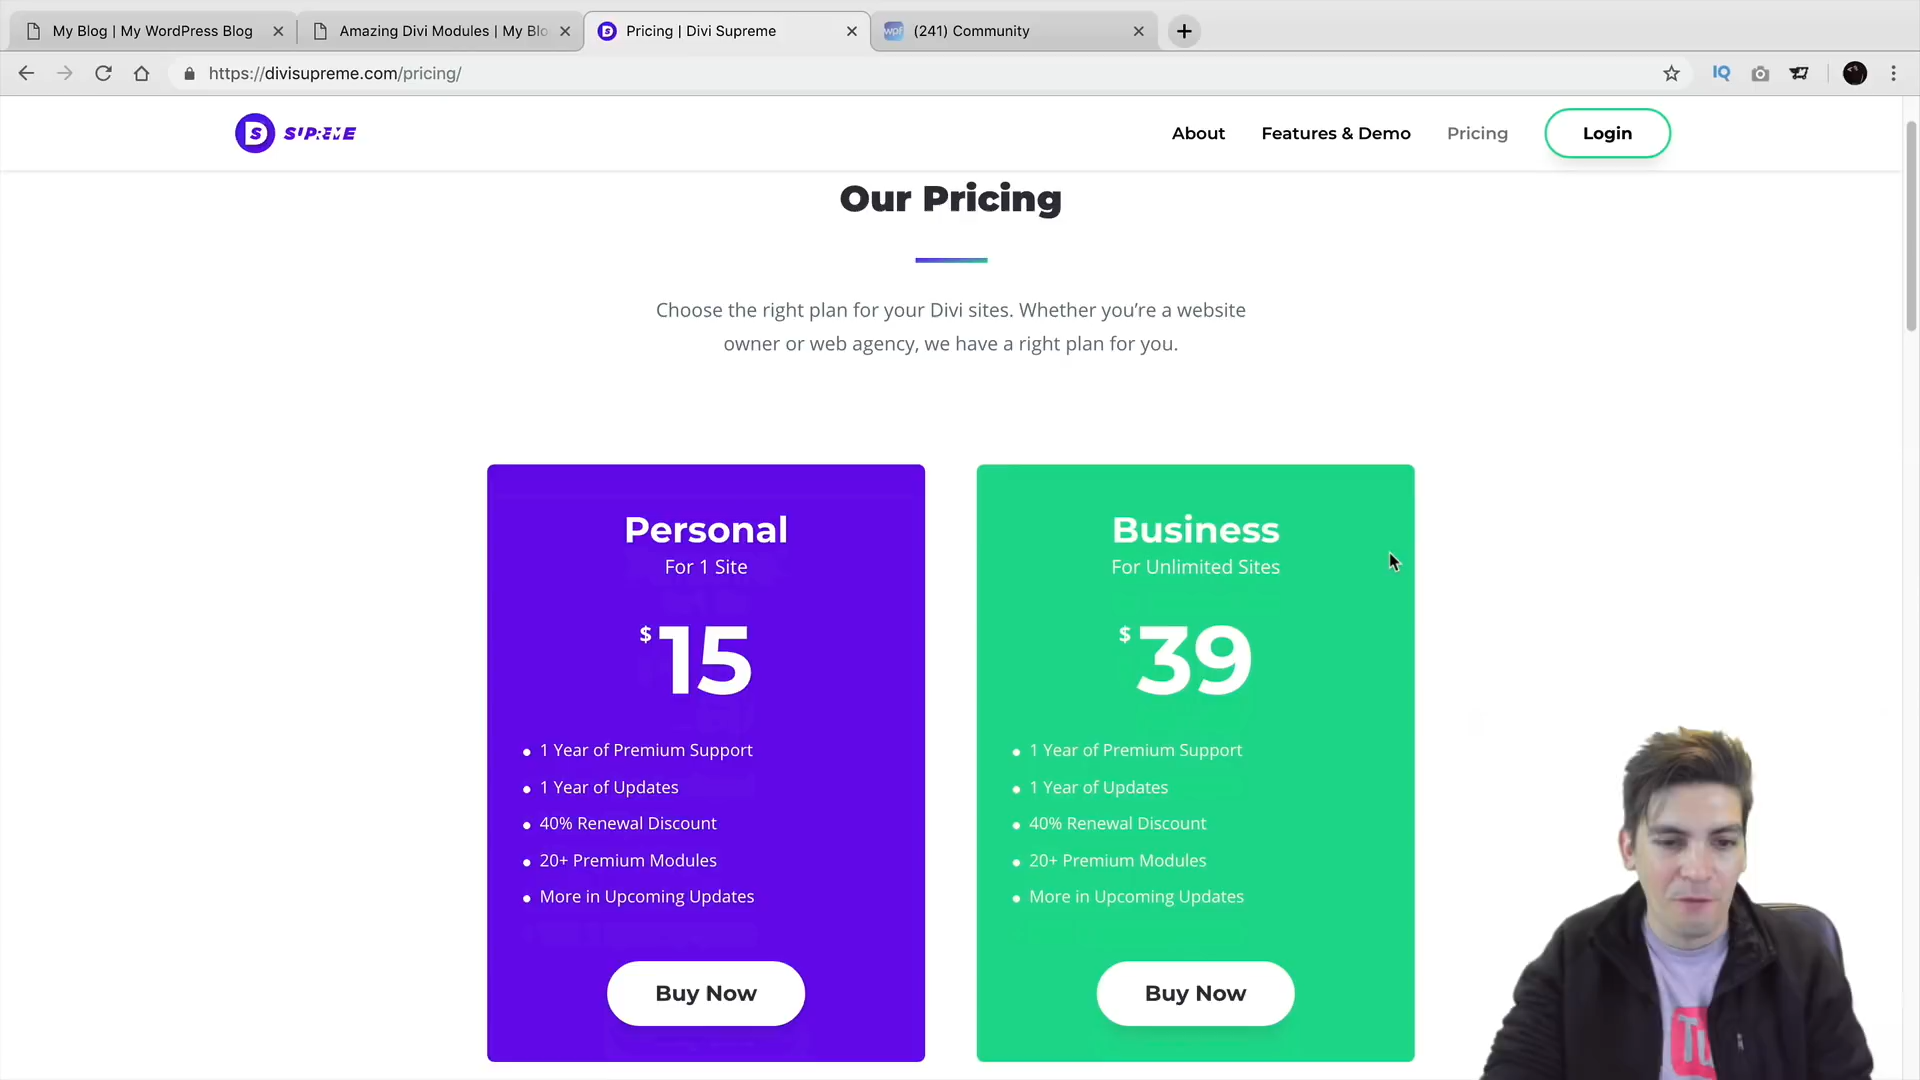 My Blog | My WordPress Blog
Amazing Divi Modules | My Blo
Pricing | Divi Supreme
wpf
(241) Community
https://divisupreme.com/pricing/
IQ
S
SUPREME
About
Features & Demo
Pricing
Login
Our Pricing
Choose the right plan for your Divi sites. Whether you’re a website
owner or web agency, we have a right plan for you.
Personal
For 1 Site
$15
• 1 Year of Premium Support
• 1 Year of Updates
• 40% Renewal Discount
• 20+ Premium Modules
• More in Upcoming Updates
Buy Now
Business
For Unlimited Sites
$39
• 1 Year of Premium Support
• 1 Year of Updates
• 40% Renewal Discount
• 20+ Premium Modules
• More in Upcoming Updates
Buy Now